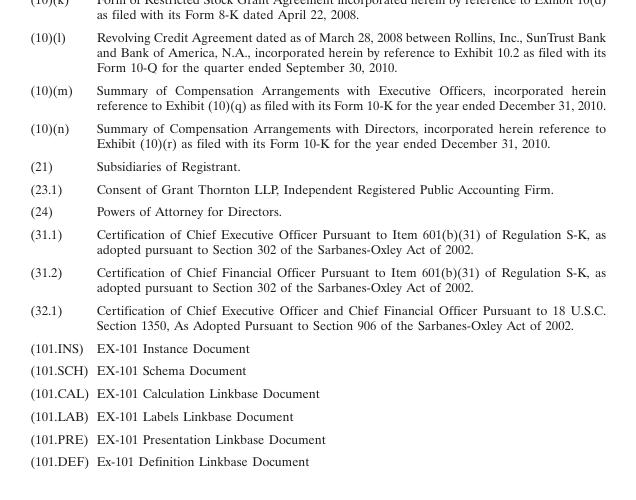 (10)(k) Form of Restricted Stock Grant Agreement incorporated herein by reference to Exhibit 10(d)
as filed with its Form 8-K dated April 22, 2008.
(10)(l) Revolving Credit Agreement dated as of March 28, 2008 between Rollins, Inc., SunTrust Bank
and Bank of America, N.A., incorporated herein by reference to Exhibit 10.2 as filed with its
Form 10-Q for the quarter ended September 30, 2010.
(10)(m) Summary of Compensation Arrangements with Executive Officers, incorporated herein
reference to Exhibit (10)(q) as filed with its Form 10-K for the year ended December 31, 2010.
(10)(n) Summary of Compensation Arrangements with Directors, incorporated herein reference to
Exhibit (10)(r) as filed with its Form 10-K for the year ended December 31, 2010.
(21) Subsidiaries of Registrant.
(23.1) Consent of Grant Thornton LLP, Independent Registered Public Accounting Firm.
(24) Powers of Attorney for Directors.
(31.1) Certification of Chief Executive Officer Pursuant to Item 601(b)(31) of Regulation S-K, as
adopted pursuant to Section 302 of the Sarbanes-Oxley Act of 2002.
(31.2) Certification of Chief Financial Officer Pursuant to Item 601(b)(31) of Regulation S-K, as
adopted pursuant to Section 302 of the Sarbanes-Oxley Act of 2002.
(32.1) Certification of Chief Executive Officer and Chief Financial Officer Pursuant to 18 U.S.C.
Section 1350, As Adopted Pursuant to Section 906 of the Sarbanes-Oxley Act of 2002.
(101.INS) EX-101 Instance Document
(101.SCH) EX-101 Schema Document
(101.CAL) EX-101 Calculation Linkbase Document
(101.LAB) EX-101 Labels Linkbase Document
(101.PRE) EX-101 Presentation Linkbase Document
(101.DEF) Ex-101 Definition Linkbase Document